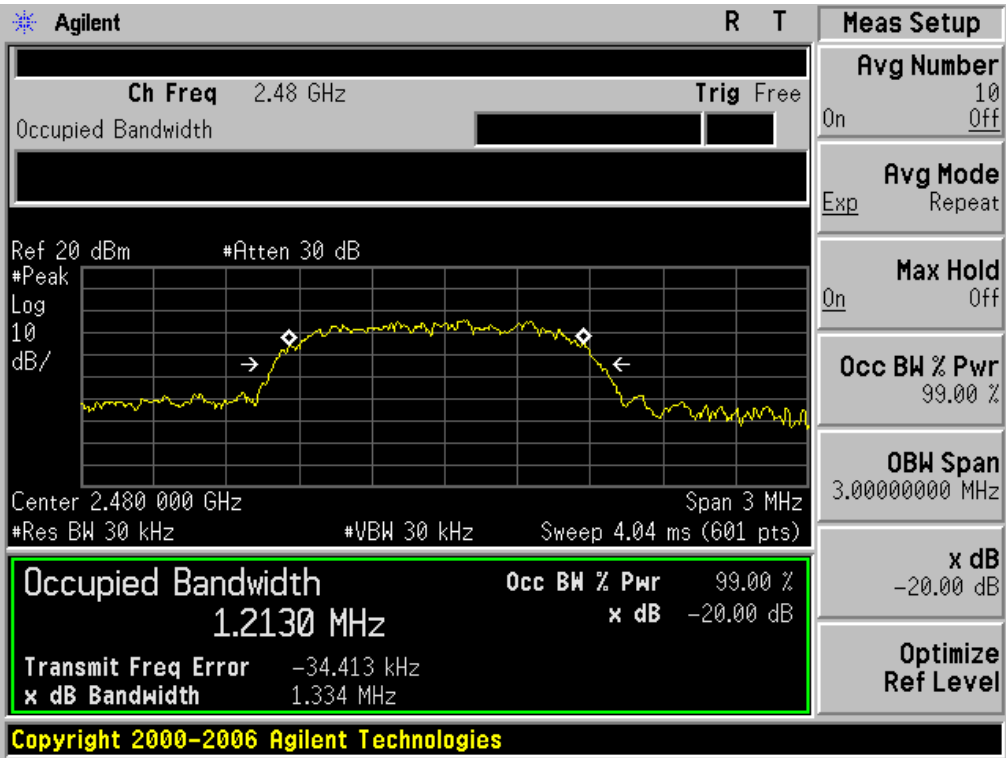 Agilent R T
Ch Freq 2.48 GHz Trig Free
Occupied Bandwidth
Ref 20 dBm #Atten 30 dB
#Peak
Log
10
dB/
Center 2.480 000 GHz Span 3 MHz
#Res BW 30 kHz #VBW 30 kHz Sweep 4.04 ms (601 pts)
Occupied Bandwidth Occ BW % Pwr 99.00 %
1.2130 MHz x dB -20.00 dB
Transmit Freq Error -34.413 kHz
x dB Bandwidth 1.334 MHz
Copyright 2000-2006 Agilent Technologies
Meas Setup
Avg Number
10
On Off
Avg Mode
Exp Repeat
Max Hold
On Off
Occ BW % Pwr
99.00 %
OBW Span
3.00000000 MHz
x dB
-20.00 dB
Optimize
Ref Level